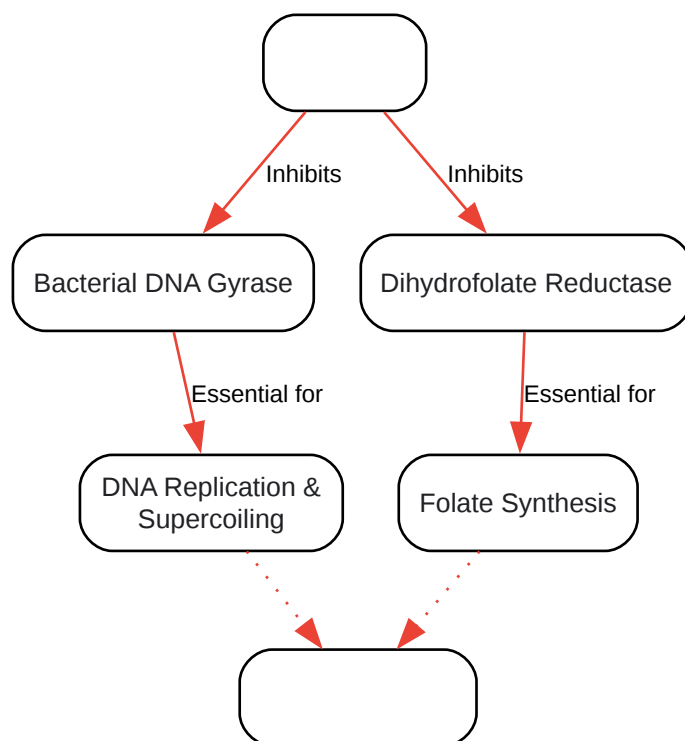 Inhibits
Inhibits
Bacterial DNA Gyrase
Dihydrofolate Reductase
Essential for
Essential for
DNA Replication &
Supercoiling
Folate Synthesis